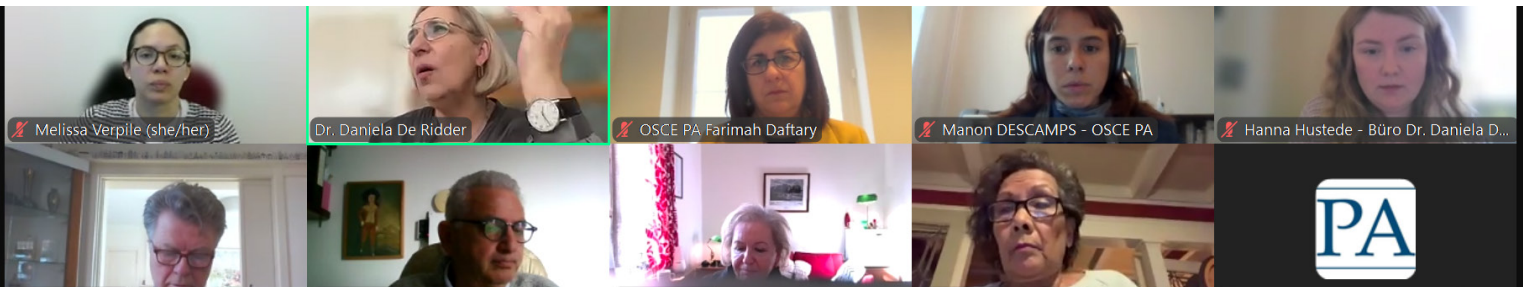 Melissa Verpile (she/her)
Dr. Daniela De Ridder
OSCE PA Farimah Daftary
Manon DESCAMPS - OSCE PA
Hanna Hustede - Büro Dr. Daniela D...
PA